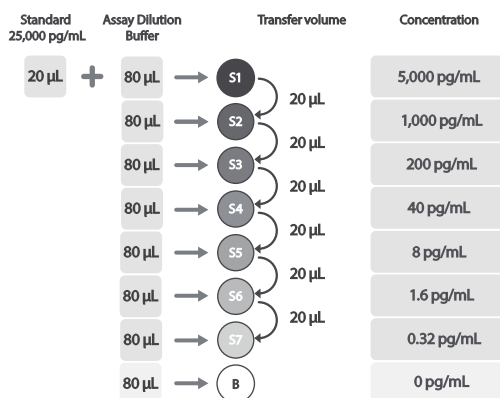 Standard
25,000 pg/mL
Assay Dilution
Buffer
Transfer volume
Concentration
20 µL + 80 µL S1 5,000 pg/mL
20 µL
80 µL S2 1,000 pg/mL
20 µL
80 µL S3 200 pg/mL
20 µL
80 µL S4 40 pg/mL
20 µL
80 µL S5 8 pg/mL
20 µL
80 µL S6 1.6 pg/mL
20 µL
80 µL S7 0.32 pg/mL
80 µL B 0 pg/mL